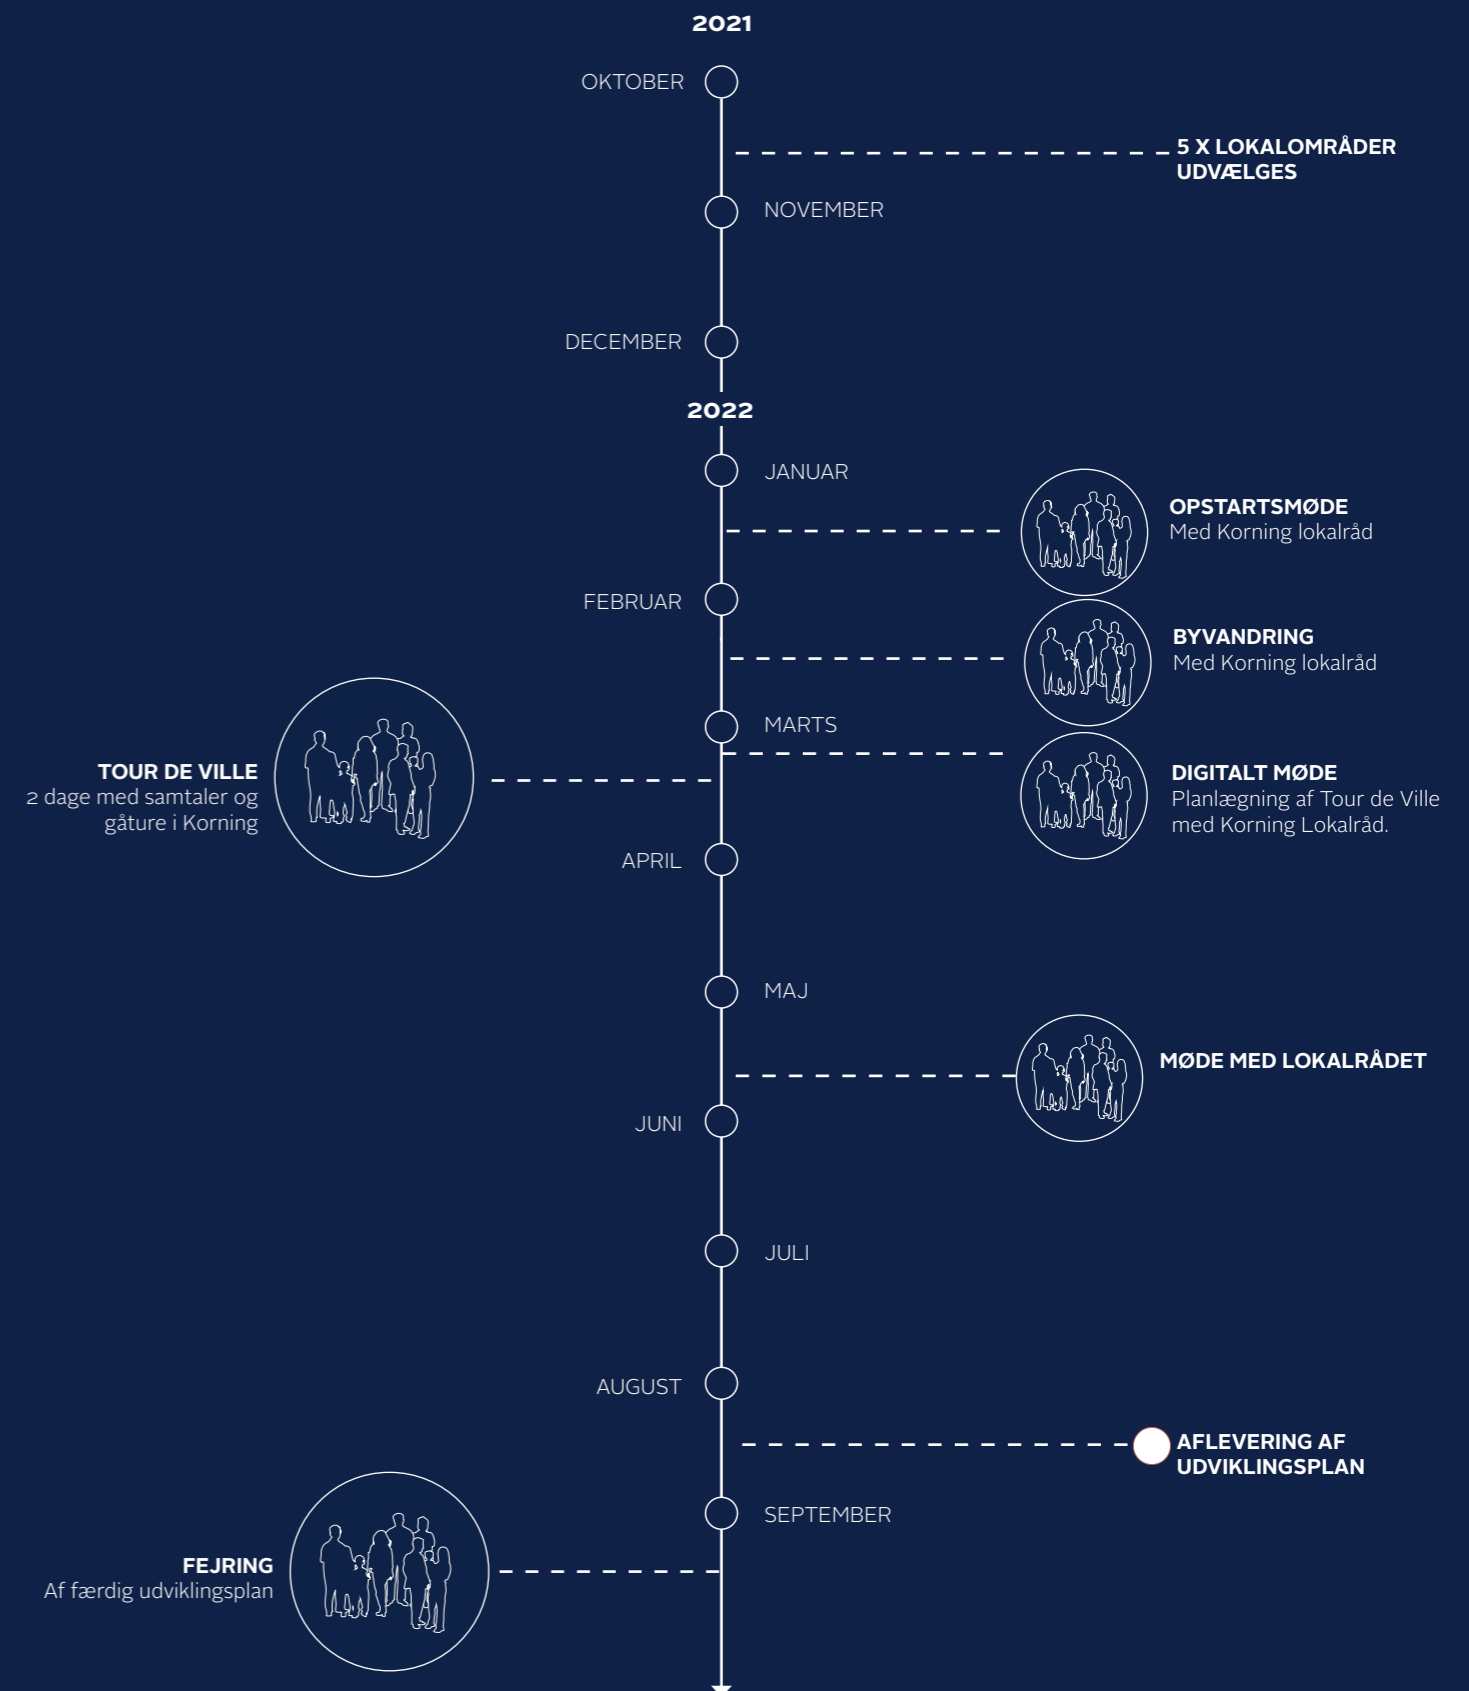 2021
OKTOBER
5 X LOKALOMRÅDER
UDVÆLGES
NOVEMBER
DECEMBER
2022
JANUAR
OPSTARTSMØDE
Med Korning lokalråd
FEBRUAR
BYVANDRING
Med Korning lokalråd
MARTS
TOUR DE VILLE
2 dage med samtaler og
gåture i Korning
DIGITALT MØDE
Planlægning af Tour de Ville
med Korning Lokalråd.
APRIL
MAJ
MØDE MED LOKALRÅDET
JUNI
JULI
AUGUST
AFLEVERING AF
UDVIKLINGSPLAN
SEPTEMBER
FEJRING
Af færdig udviklingsplan